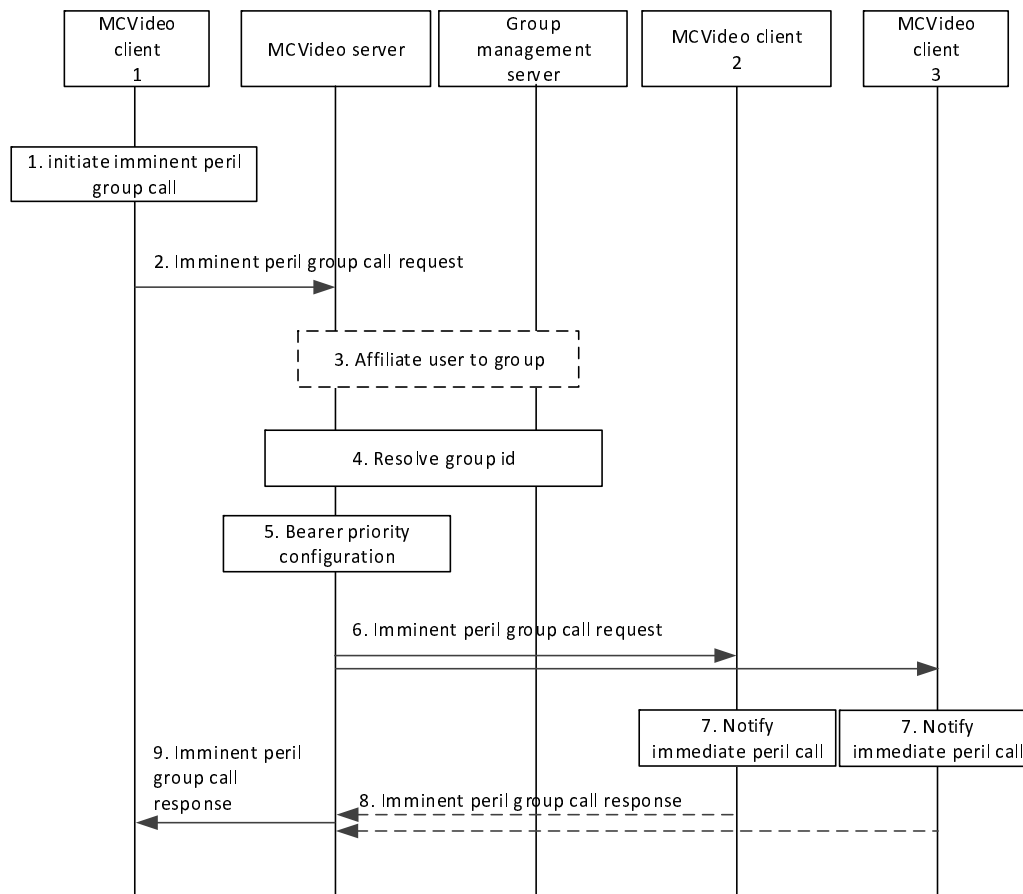 MCVideo
client
1
MCVideo server
Group
management
server
MCVideo client
2
MCVideo
client
3
1. initiate imminent peril
group call
2. Imminent peril group call request
3. Affiliate user to group
4. Resolve group id
5. Bearer priority
configuration
6. Imminent peril group call request
7. Notify
immediate peril call
7. Notify
immediate peril call
9. Imminent peril
group call
response
8. Imminent peril group call response